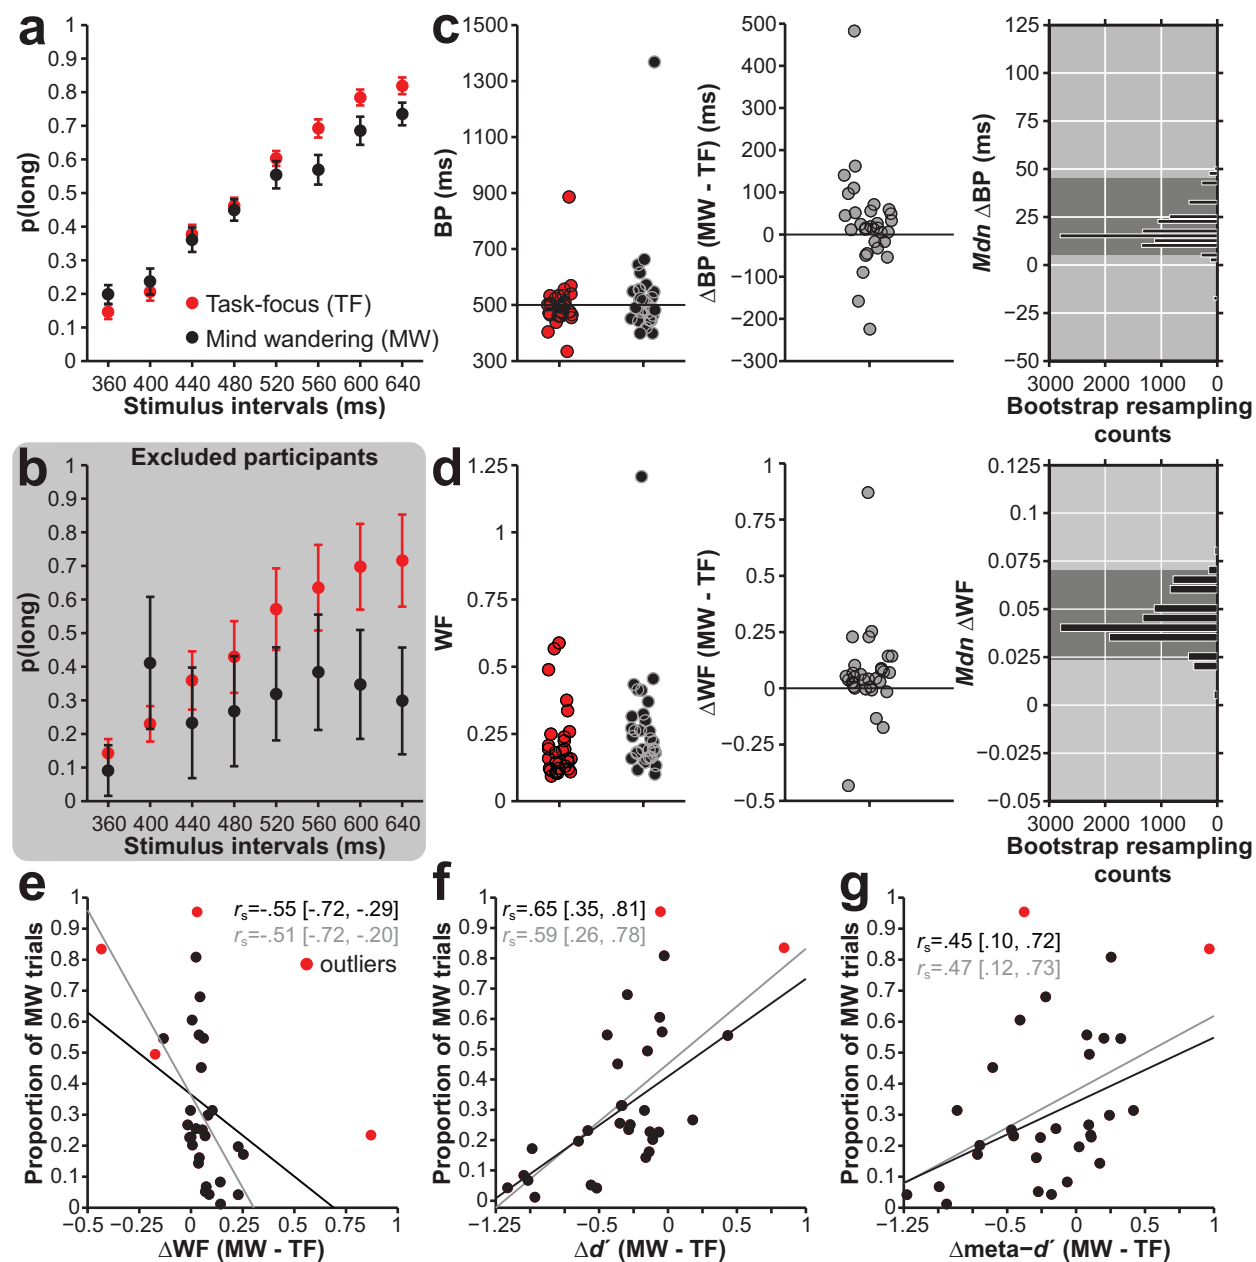 a
1
0.9
0.8
0.7
0.6
0.5
0.4
0.3
0.2
0.1
0
p(long)
Task-focus (TF)
Mind wandering (MW)
360 400 440 480 520 560 600 640
Stimulus intervals (ms)
c
1500
1300
1100
900
700
500
300
BP (ms)
500
400
300
200
100
0
−100
−200
−300
ΔBP (MW - TF) (ms)
125
100
75
50
25
0
−25
−50
Mdn ΔBP (ms)
3000 2000 1000 0
Bootstrap resampling
counts
b
Excluded participants
1
0.9
0.8
0.7
0.6
0.5
0.4
0.3
0.2
0.1
0
p(long)
360 400 440 480 520 560 600 640
Stimulus intervals (ms)
d
1.25
1
0.75
0.5
0.25
0
WF
1
0.75
0.5
0.25
0
−0.25
−0.5
ΔWF (MW - TF)
0.125
0.1
0.075
0.05
0.025
0
−0.025
−0.05
Mdn ΔWF
3000 2000 1000 0
Bootstrap resampling
counts
e
1
0.9
0.8
0.7
0.6
0.5
0.4
0.3
0.2
0.1
0
Proportion of MW trials
rs=-.55 [-.72, -.29]
rs=-.51 [-.72, -.20]
outliers
−0.5 −0.25 0 0.25 0.5 0.75 1
ΔWF (MW - TF)
f
1
0.9
0.8
0.7
0.6
0.5
0.4
0.3
0.2
0.1
0
Proportion of MW trials
rs=.65 [.35, .81]
rs=.59 [.26, .78]
−1.25 −0.5 0 0.5 1
Δd′ (MW - TF)
g
1
0.9
0.8
0.7
0.6
0.5
0.4
0.3
0.2
0.1
0
Proportion of MW trials
rs=.45 [.10, .72]
rs=.47 [.12, .73]
−1.25 −0.5 0 0.5 1
Δmeta−d′ (MW - TF)